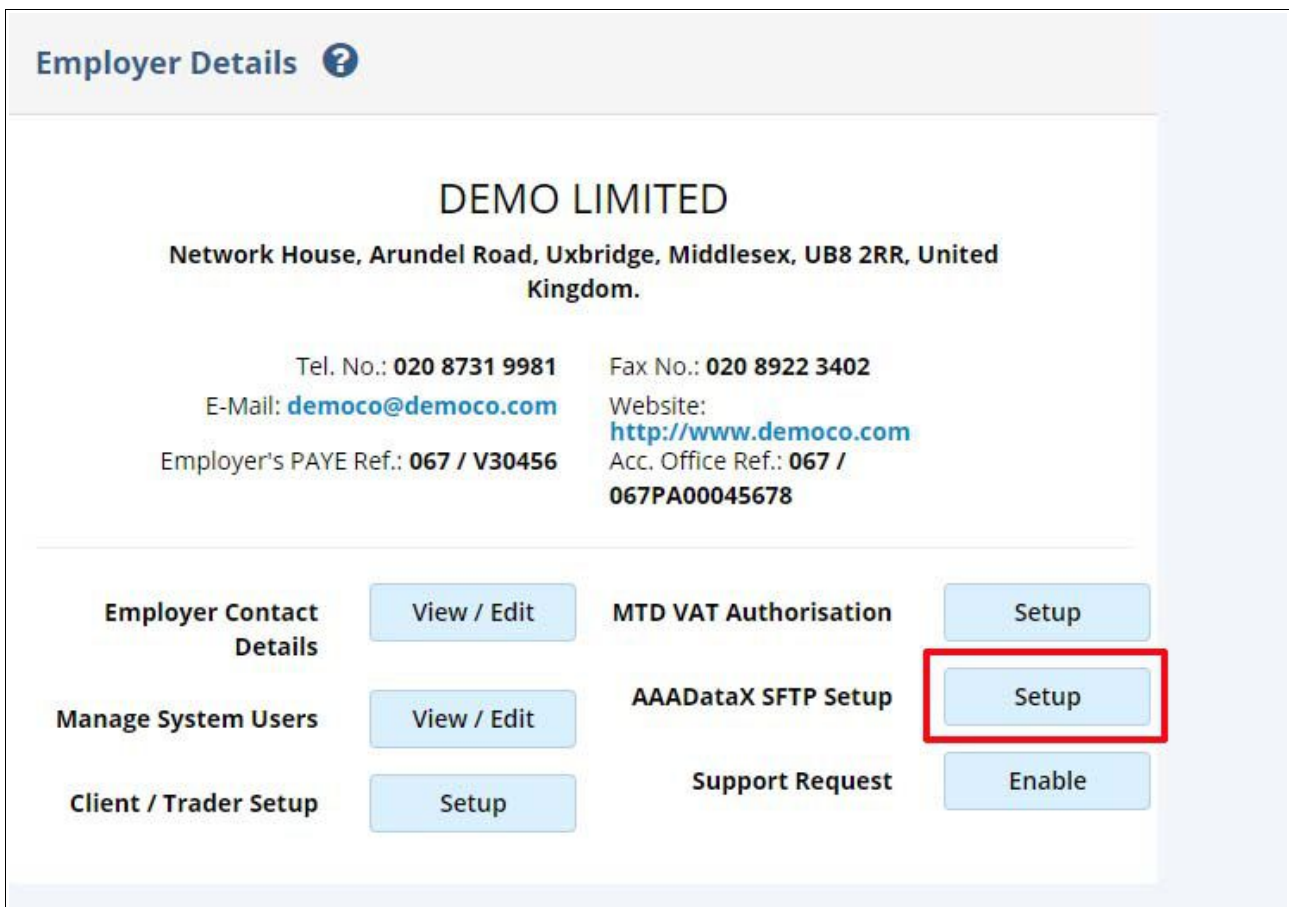 Employer Details ?
DEMO LIMITED
Network House, Arundel Road, Uxbridge, Middlesex, UB8 2RR, United
Kingdom.
Tel. No.: 020 8731 9981
Fax No.: 020 8922 3402
E-Mail: democo@democo.com
Website:
http://www.democo.com
Employer's PAYE Ref.: 067 / V30456
Acc. Office Ref.: 067 /
067PA00045678
Employer Contact
Details
View / Edit
MTD VAT Authorisation
Setup
Manage System Users
View / Edit
AAADataX SFTP Setup
Setup
Client / Trader Setup
Setup
Support Request
Enable